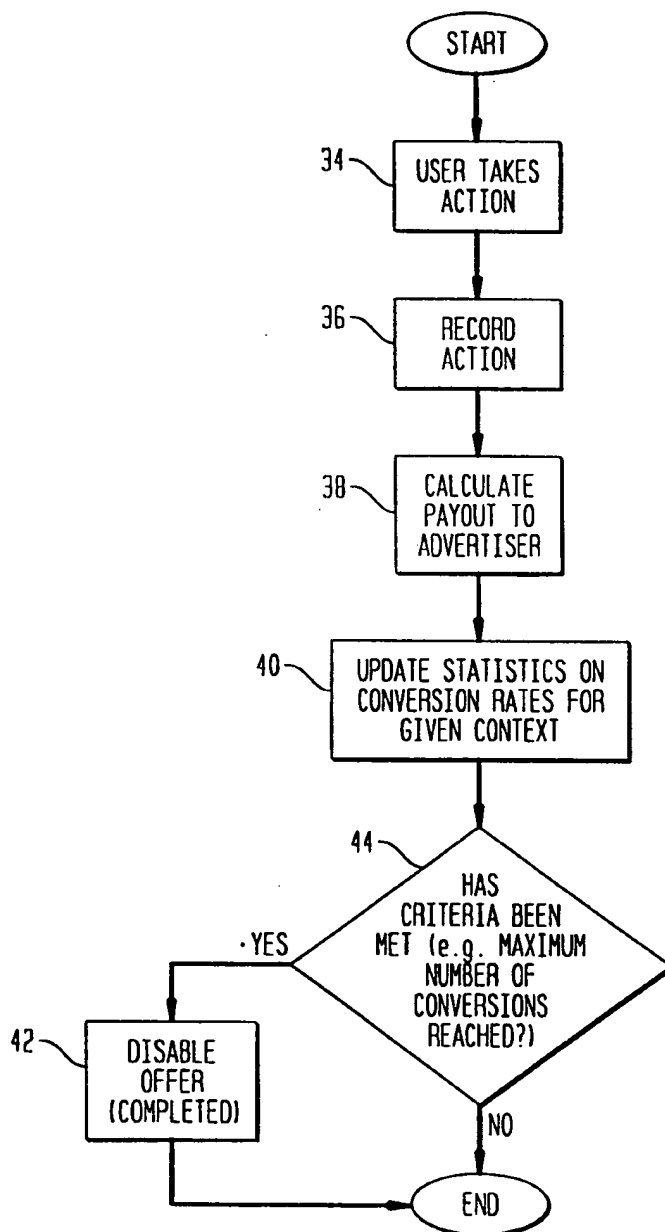 START
34
USER TAKES
ACTION
36
RECORD
ACTION
38
CALCULATE
PAYOUT TO
ADVERTISER
40
UPDATE STATISTICS ON
CONVERSION RATES FOR
GIVEN CONTEXT
44
HAS
CRITERIA BEEN
MET (e.g. MAXIMUM
NUMBER OF
CONVERSIONS
REACHED?)
YES
42
DISABLE
OFFER
(COMPLETED)
NO
END